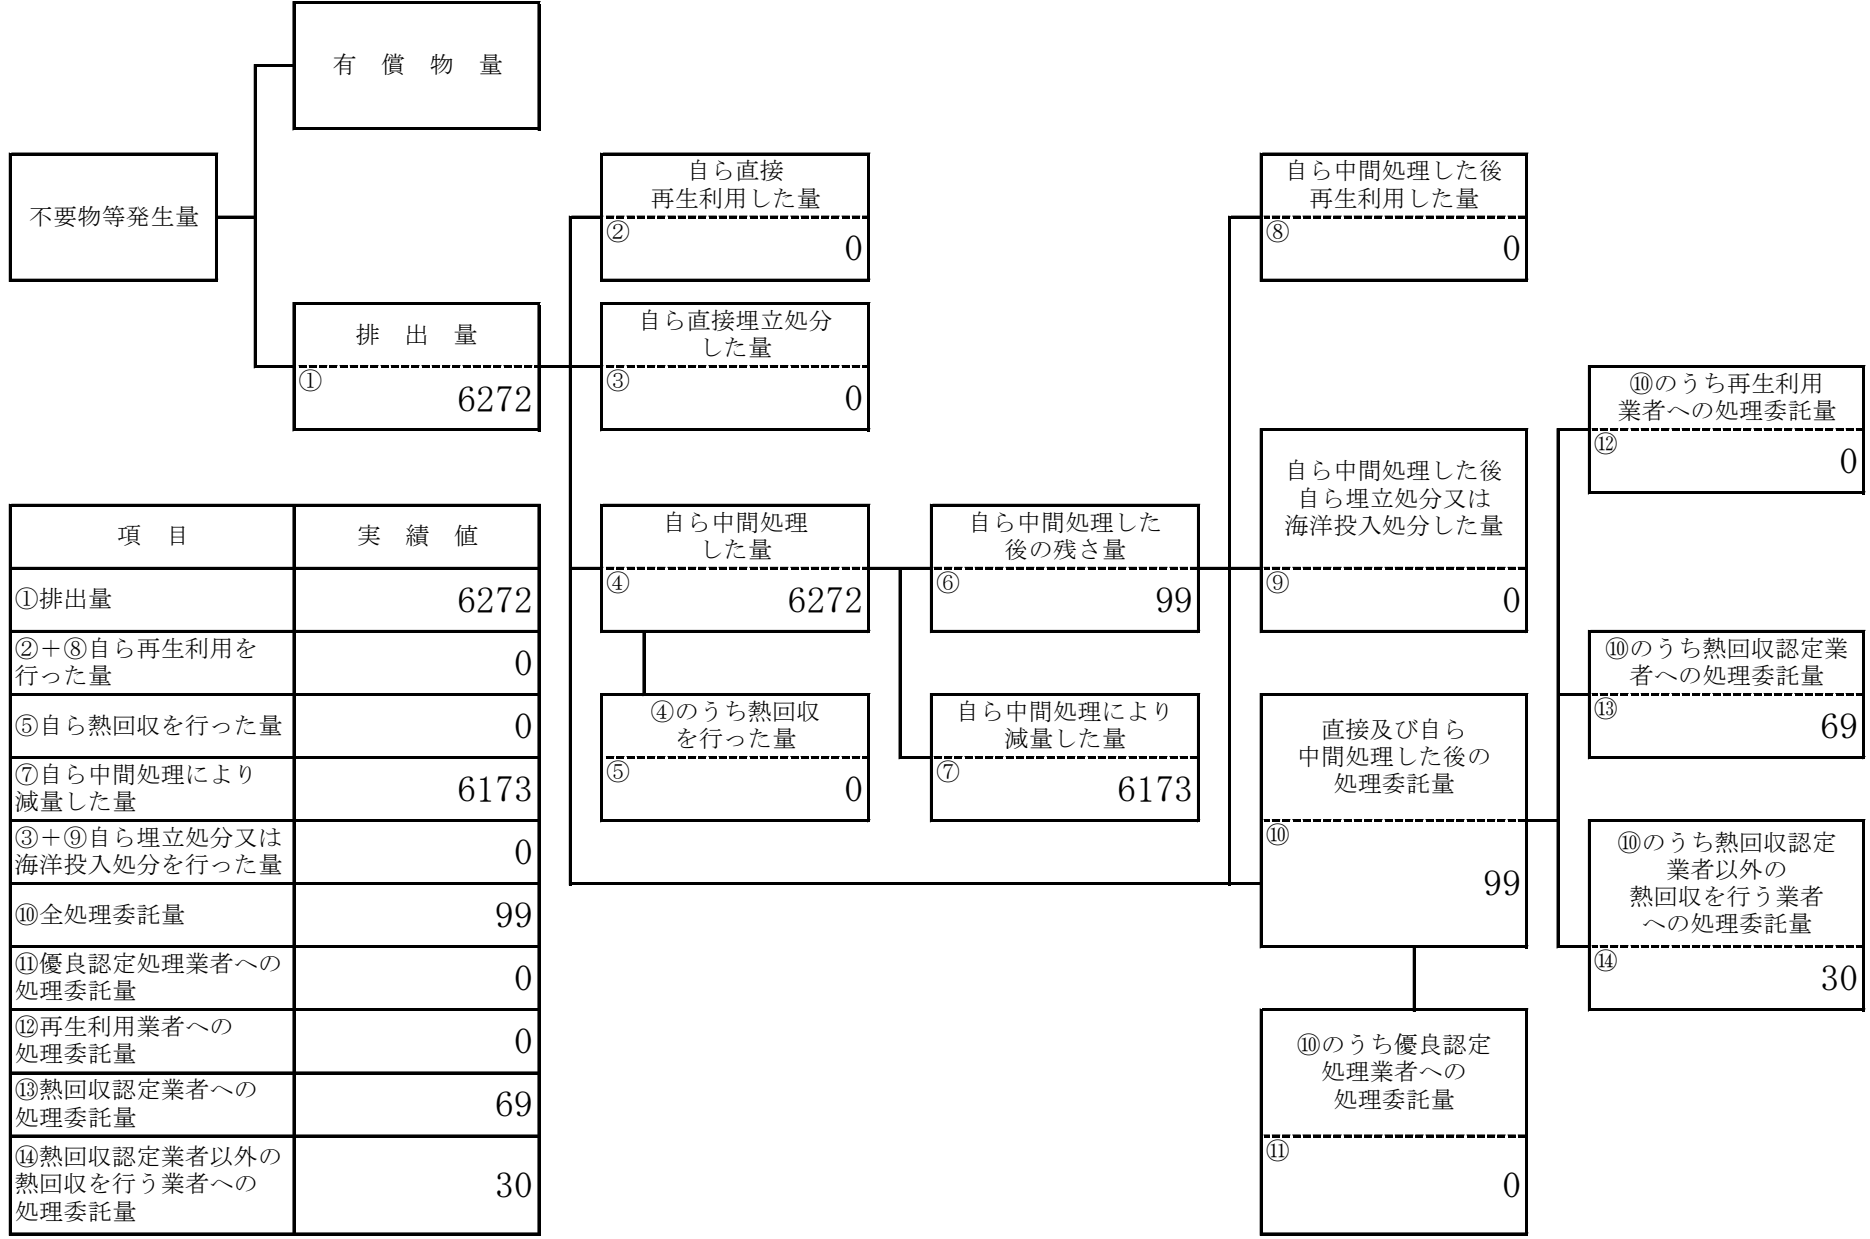 有 償 物 量
不要物等発生量
排 出 量
①
6272
自ら直接
再生利用した量
②
0
自ら直接埋立処分
した量
③
0
自ら中間処理
した量
④
6272
④のうち熱回収
を行った量
⑤
0
自ら中間処理した
後の残さ量
⑥
99
自ら中間処理により
減量した量
⑦
6173
自ら中間処理した後
再生利用した量
⑧
0
自ら中間処理した後
自ら埋立処分又は
海洋投入処分した量
⑨
0
直接及び自ら
中間処理した後の
処理委託量
⑩
99
⑩のうち優良認定
処理業者への
処理委託量
⑪
0
⑩のうち再生利用
業者への処理委託量
⑫
0
⑩のうち熱回収認定業
者への処理委託量
⑬
69
⑩のうち熱回収認定
業者以外の
熱回収を行う業者
への処理委託量
⑭
30
項 目 実 績 値
①排出量 6272
②＋⑧自ら再生利用を
行った量
0
⑤自ら熱回収を行った量 0
⑦自ら中間処理により
減量した量
6173
③＋⑨自ら埋立処分又は
海洋投入処分を行った量
0
⑩全処理委託量 99
⑪優良認定処理業者への
処理委託量
0
⑫再生利用業者への
処理委託量
0
⑬熱回収認定業者への
処理委託量
69
⑭熱回収認定業者以外の
熱回収を行う業者への
処理委託量
30